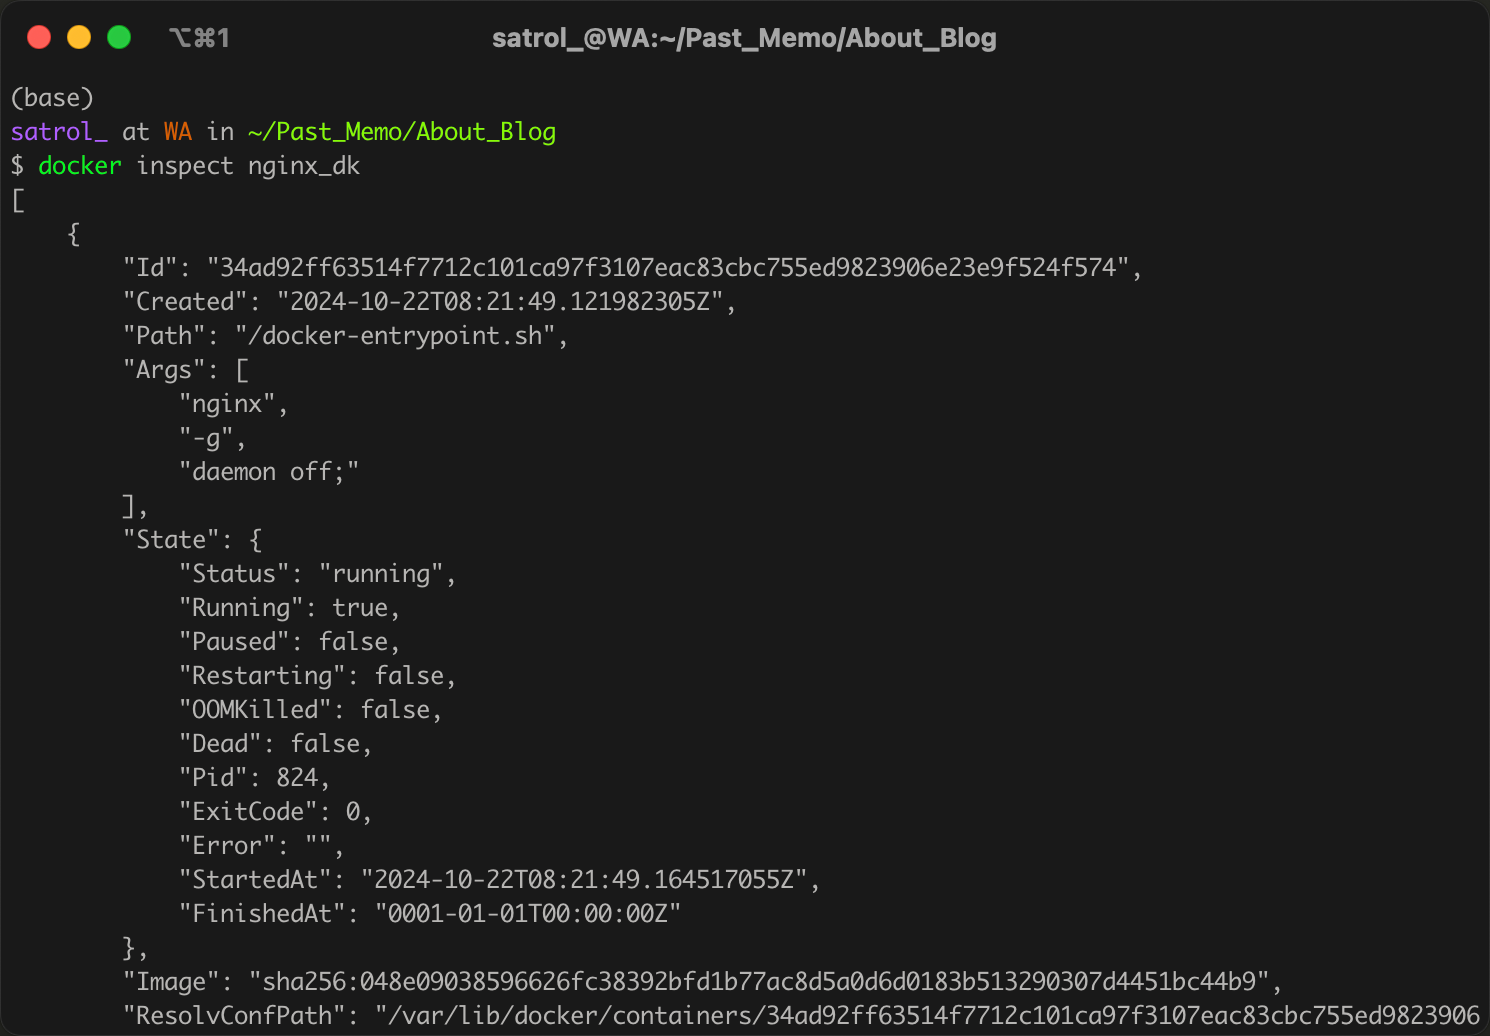 ⌥⌘1 satrol_@WA:~/Past_Memo/About_Blog
(base)
satrol_ at WA in ~/Past_Memo/About_Blog
$ docker inspect nginx_dk
[
    {
        "Id": "34ad92ff63514f7712c101ca97f3107eac83cbc755ed9823906e23e9f524f574",
        "Created": "2024-10-22T08:21:49.121982305Z",
        "Path": "/docker-entrypoint.sh",
        "Args": [
            "nginx",
            "-g",
            "daemon off;"
        ],
        "State": {
            "Status": "running",
            "Running": true,
            "Paused": false,
            "Restarting": false,
            "OOMKilled": false,
            "Dead": false,
            "Pid": 824,
            "ExitCode": 0,
            "Error": "",
            "StartedAt": "2024-10-22T08:21:49.164517055Z",
            "FinishedAt": "0001-01-01T00:00:00Z"
        },
        "Image": "sha256:048e09038596626fc38392bfd1b77ac8d5a0d6d0183b513290307d4451bc44b9",
        "ResolvConfPath": "/var/lib/docker/containers/34ad92ff63514f7712c101ca97f3107eac83cbc755ed9823906